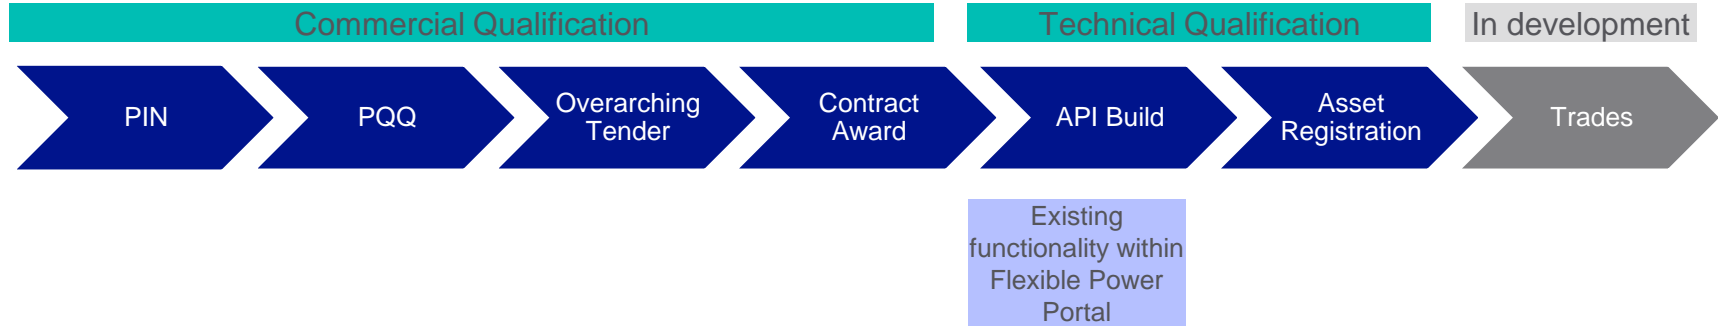 Commercial Qualification
Technical Qualification
In development
PIN
PQQ
Overarching
Tender
Contract
Award
API Build
Asset
Registration
Trades
Existing
functionality within
Flexible Power
Portal